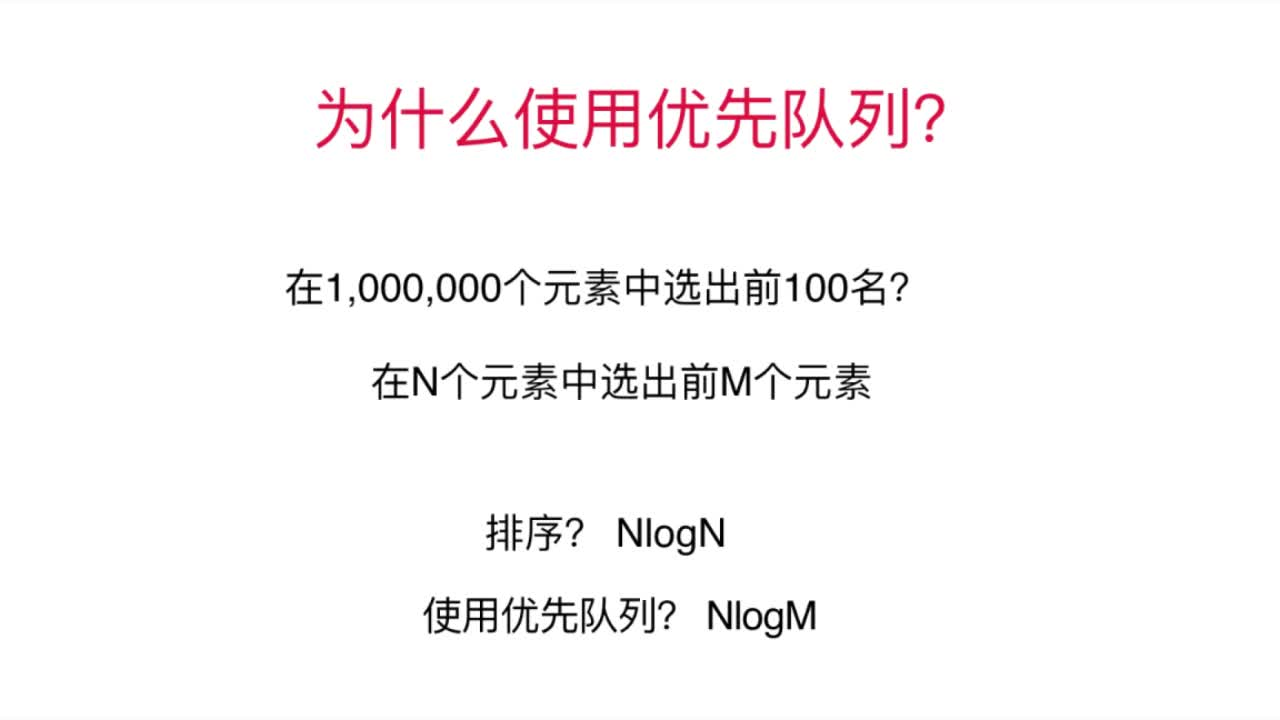 为什么使用优先队列?
在1,000,000个元素中选出前100名?
在N个元素中选出前M个元素
排序? NlogN
使用优先队列? NlogM